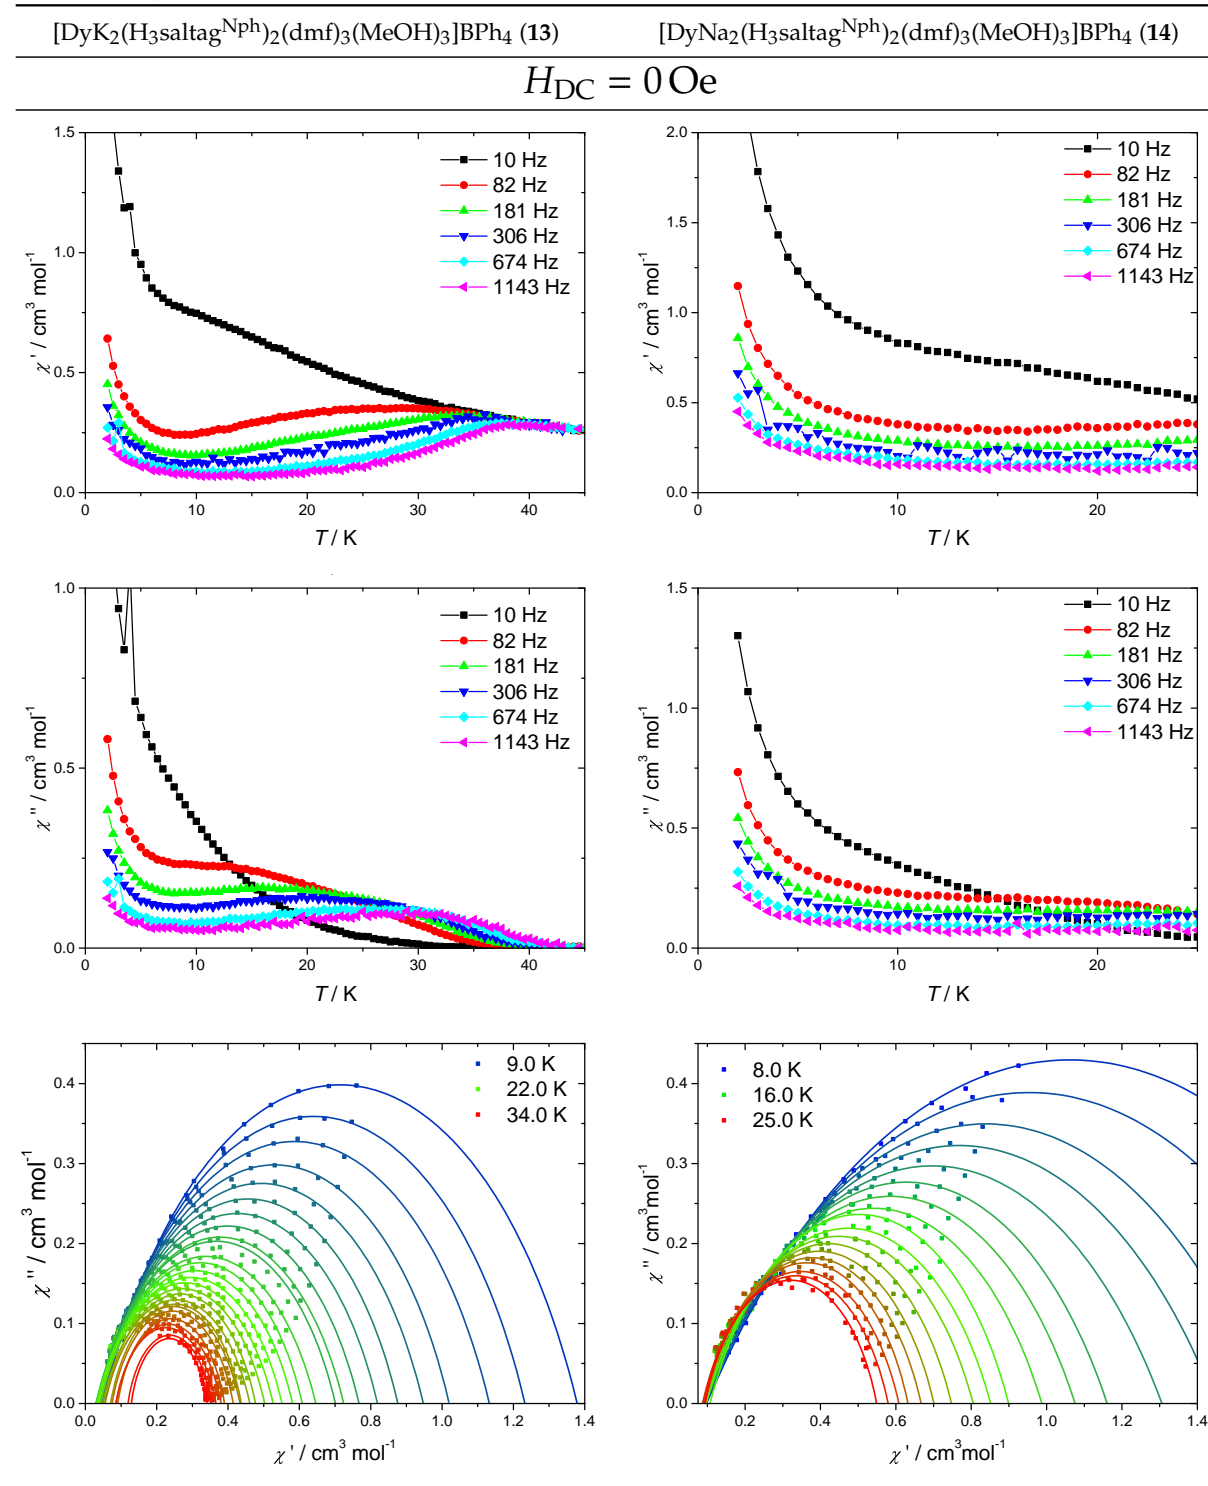 [DyK2(H3saltagNph)2(dmf)3(MeOH)3]BPh4 (13)
[DyNa2(H3saltagNph)2(dmf)3(MeOH)3]BPh4 (14)
HDC = 0 Oe
1.5
1.0
0.5
0.0
χ ' / cm3 mol-1
10 Hz
82 Hz
181 Hz
306 Hz
674 Hz
1143 Hz
0 10 20 30 40
T / K
2.0
1.5
1.0
0.5
0.0
χ ' / cm3 mol-1
10 Hz
82 Hz
181 Hz
306 Hz
674 Hz
1143 Hz
0 10 20
T / K
1.0
0.5
0.0
χ '' / cm3 mol-1
10 Hz
82 Hz
181 Hz
306 Hz
674 Hz
1143 Hz
0 10 20 30 40
T / K
1.5
1.0
0.5
0.0
χ '' / cm3 mol-1
10 Hz
82 Hz
181 Hz
306 Hz
674 Hz
1143 Hz
0 10 20
T / K
0.4
0.3
0.2
0.1
0.0
χ '' / cm3 mol-1
9.0 K
22.0 K
34.0 K
0.0 0.2 0.4 0.6 0.8 1.0 1.2 1.4
χ ' / cm3 mol-1
0.4
0.3
0.2
0.1
0.0
χ '' / cm3mol-1
8.0 K
16.0 K
25.0 K
0.2 0.4 0.6 0.8 1.0 1.2 1.4
χ ' / cm3mol-1